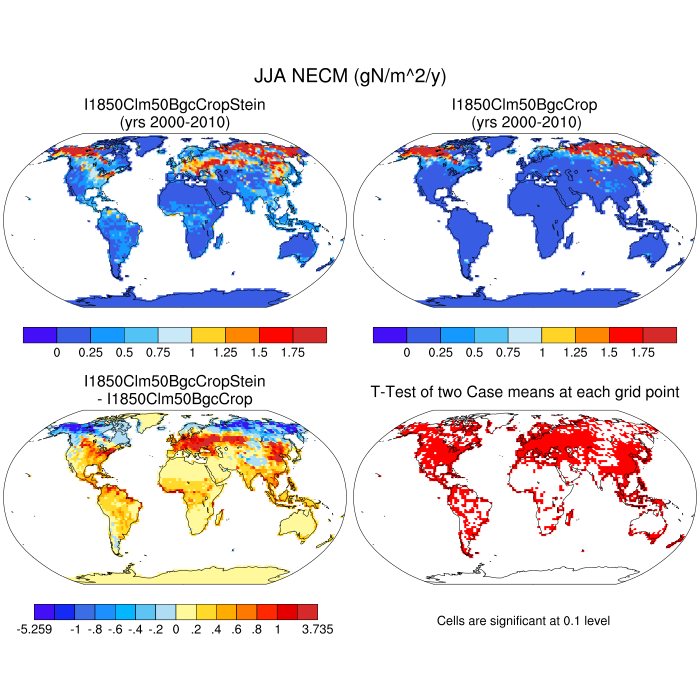 JJA NECM (gN/m^2/y)
I1850Clm50BgcCropStein
(yrs 2000-2010)
I1850Clm50BgcCrop
(yrs 2000-2010)
0 0.25 0.5 0.75 1 1.25 1.5 1.75
0 0.25 0.5 0.75 1 1.25 1.5 1.75
I1850Clm50BgcCropStein
- I1850Clm50BgcCrop
T-Test of two Case means at each grid point
-5.259 -1 -.8 -.6 -.4 -.2 0 .2 .4 .6 .8 1 3.735
Cells are significant at 0.1 level